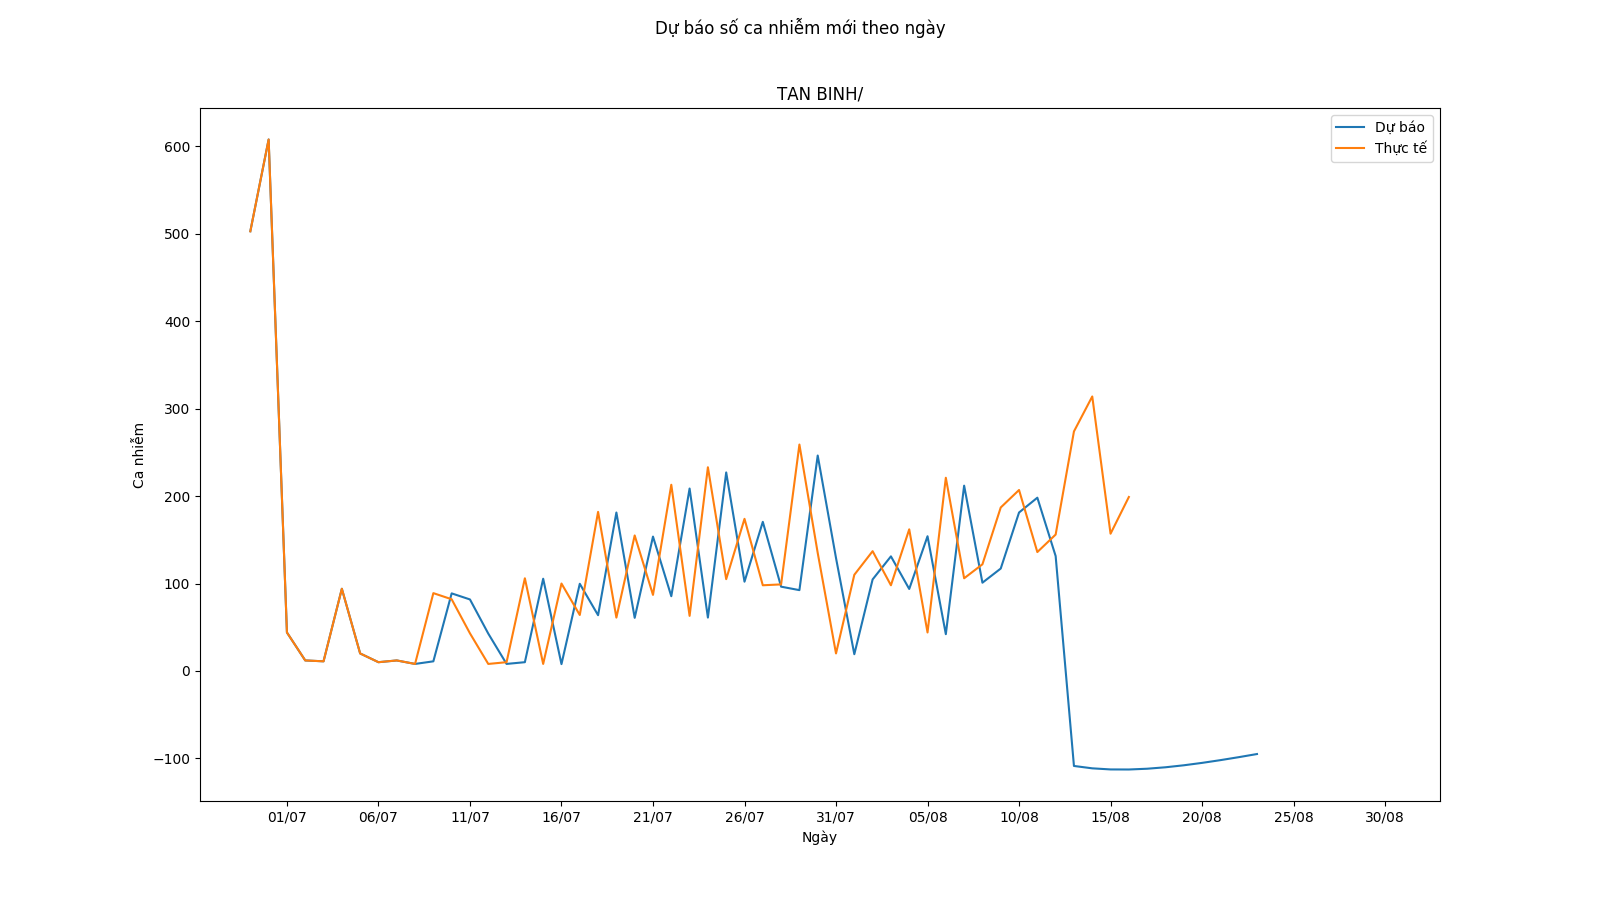 Dự báo số ca nhiễm mới theo ngày
TAN BINH/
Dự báo
Thực tế
600
500
400
300
200
100
0
−100
Ca nhiễm
01/07 06/07 11/07 16/07 21/07 26/07 31/07 05/08 10/08 15/08 20/08 25/08 30/08
Ngày